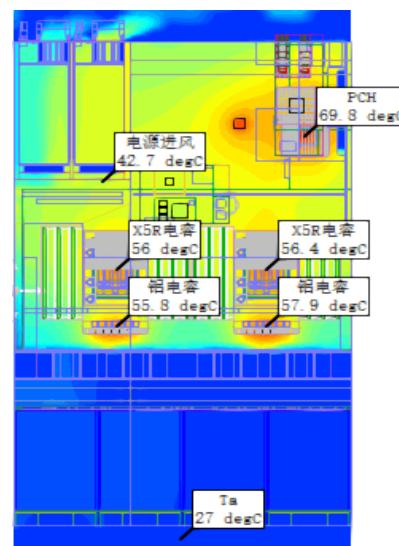 PCH
69.8 degC
电源进风
42.7 degC
X5R电容
56 degC
X5R电容
56.4 degC
铝电容
55.8 degC
铝电容
57.9 degC
Ta
27 degC